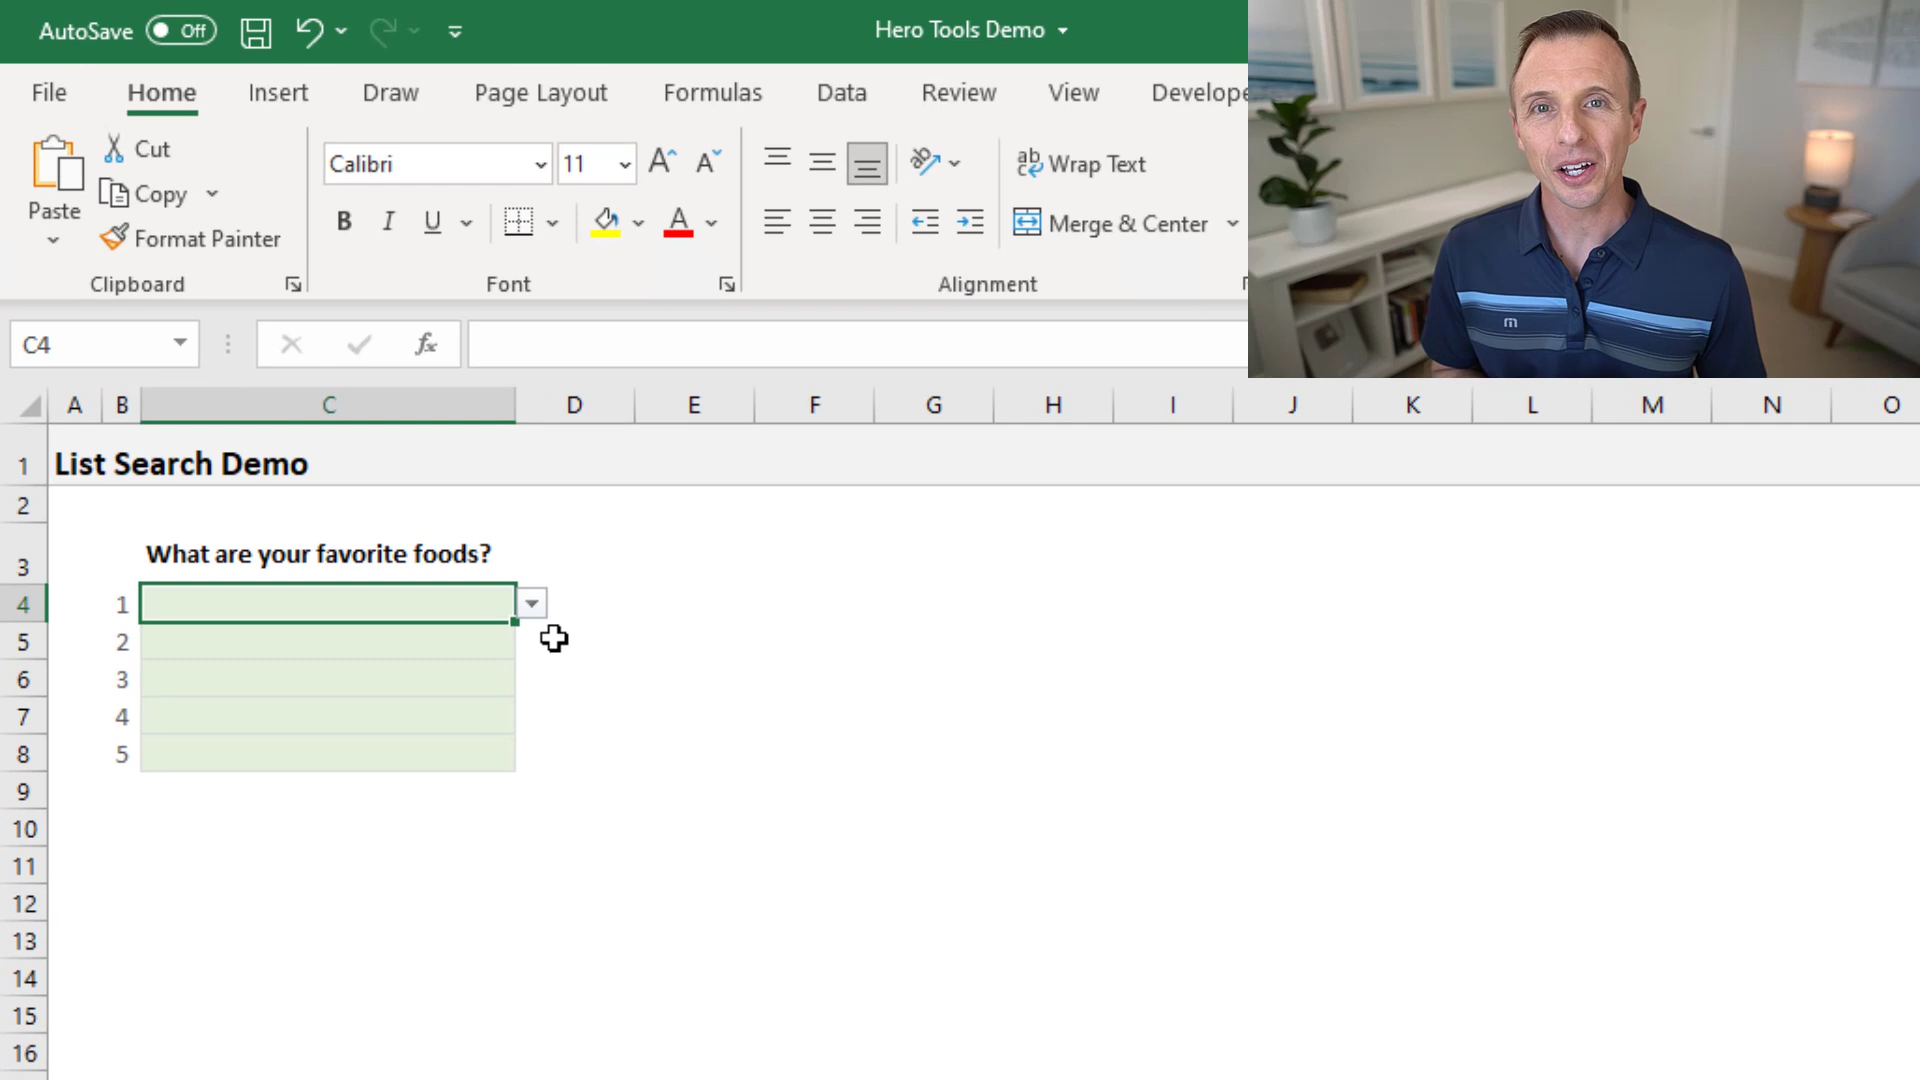 AutoSave Off
Hero Tools Demo
File Home Insert Draw Page Layout Formulas Data Review View Develope
Paste
Cut
Copy
Format Painter
Clipboard
Calibri 11
B I U A
Font
ab Wrap Text
Merge & Center
Alignment
C4 fx
A B C D E F G H I J K L M N O
1 List Search Demo
2
3 What are your favorite foods?
4 1
5 2
6 3
7 4
8 5
9
10
11
12
13
14
15
16